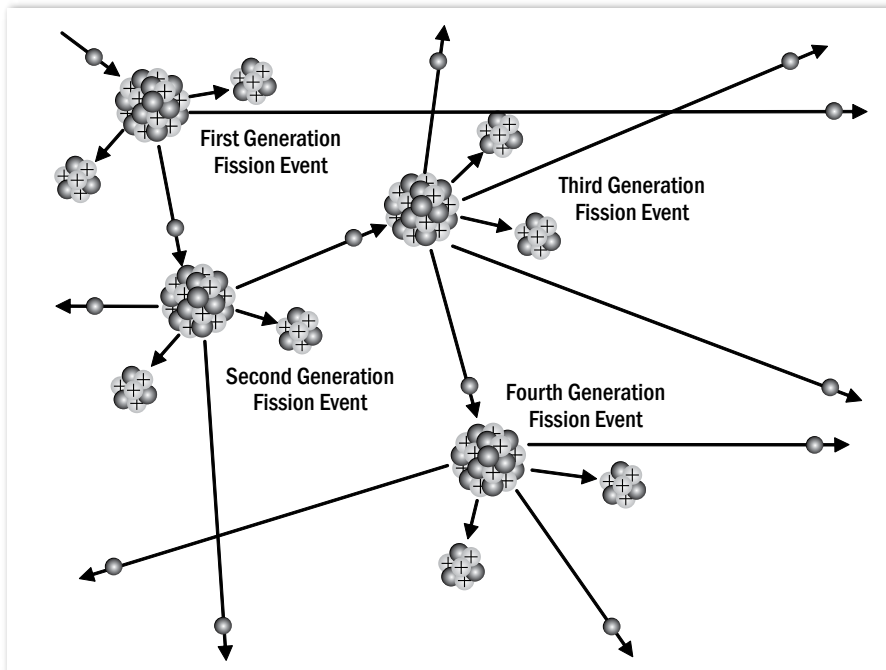 First Generation
Fission Event
Third Generation
Fission Event
Second Generation
Fission Event
Fourth Generation
Fission Event